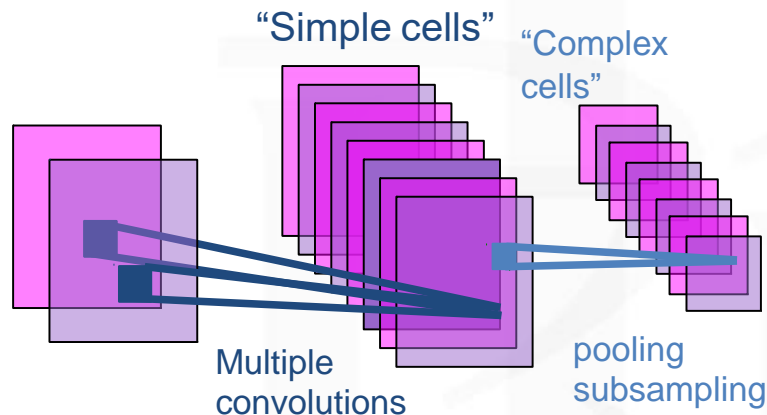 “Simple cells”
“Complex
cells”
Multiple
convolutions
pooling
subsampling